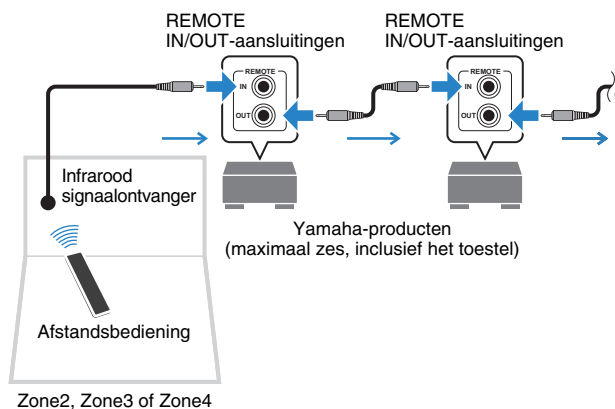 REMOTE
IN/OUT-aansluitingen
REMOTE
IN/OUT-aansluitingen
REMOTE
IN
OUT
REMOTE
IN
OUT
Infrarood
signaalontvanger
Yamaha-producten
(maximaal zes, inclusief het toestel)
Afstandsbediening
Zone2, Zone3 of Zone4